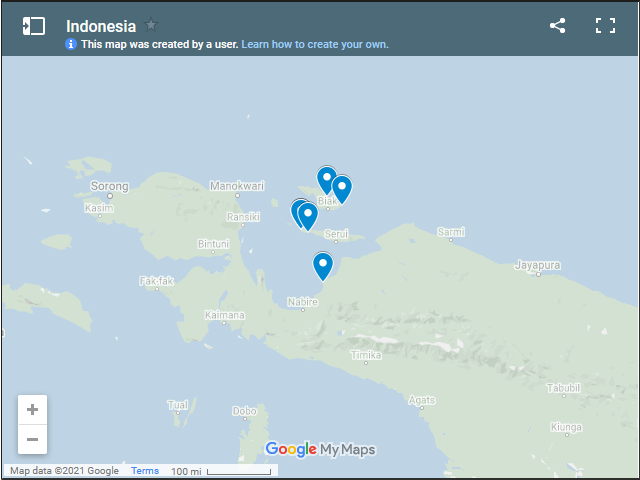 Indonesia
This map was created by a user. Learn how to create your own.
Sorong
Manokwari
Kasim
Biak
Ransiki
Serui
Sarmi
Bintuni
Jayapura
Fak-fak
Nabire
Kaimana
Timika
Tabubil
Agats
Tual
Dobo
Kiunga
Google My Maps
Map data ©2021 Google Terms 100 mi